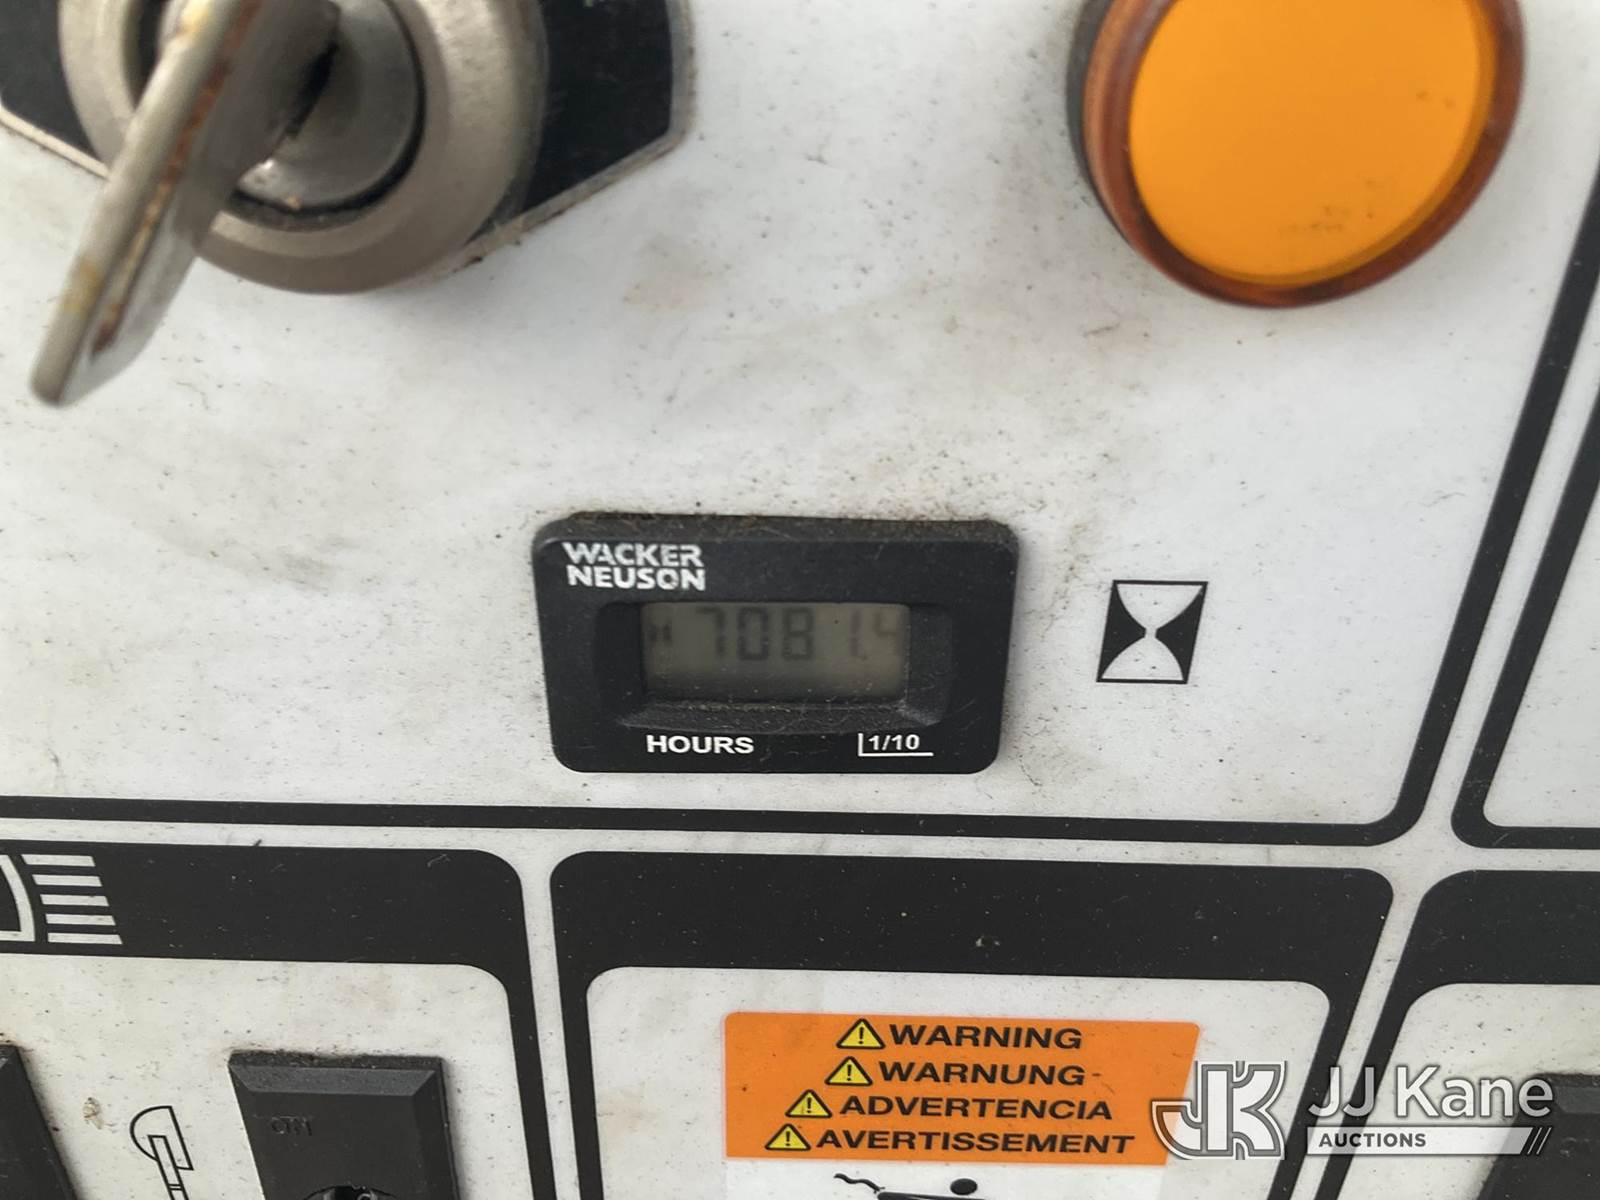 WACKER
NEUSON
7081.4
HOURS 1/10
WARNING
WARNUNG
ADVERTENCIA
AVERTISSEMENT
JJ Kane
AUCTIONS